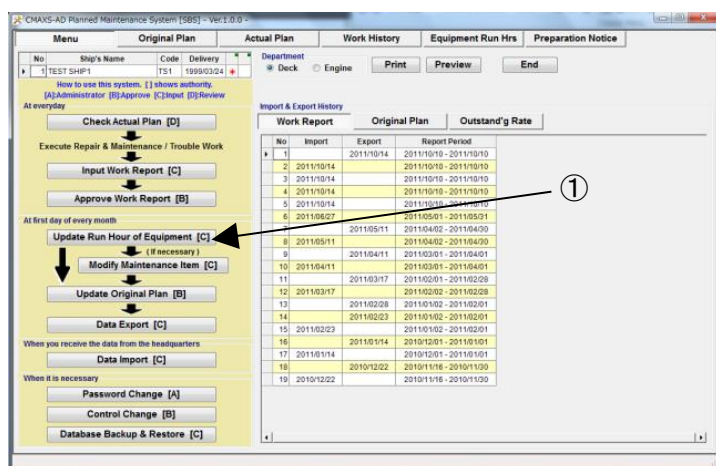 CMAXS-AD Planned Maintenance System [SBS] - Ver.1.0.0 -
Menu Original Plan Actual Plan Work History Equipment Run Hrs Preparation Notice
No Ship's Name Code Delivery
1 TEST SHIP1 TS1 1999/03/24 *
Department
Deck Engine Print Preview End
How to use this system. [ ] shows authority.
[A]:Administrator [B]:Approve [C]:Input [D]:Review
At everyday
Check Actual Plan [D]
Execute Repair & Maintenance / Trouble Work
Input Work Report [C]
Approve Work Report [B]
At first day of every month
Update Run Hour of Equipment [C]
( If necessary )
Modify Maintenance Item [C]
Update Original Plan [B]
Data Export [C]
When you receive the data from the headquarters
Data Import [C]
When it is necessary
Password Change [A]
Control Change [B]
Database Backup & Restore [C]
Import & Export History
Work Report Original Plan Outstand'g Rate
No Import Export Report Period
1 2011/10/14 2011/10/10 - 2011/10/10
2 2011/10/14 2011/10/10 - 2011/10/10
3 2011/10/14 2011/10/10 - 2011/10/10
4 2011/10/14 2011/10/10 - 2011/10/10
5 2011/10/14 2011/10/10 - 2011/10/10
6 2011/06/27 2011/05/01 - 2011/05/31
7 2011/05/11 2011/04/02 - 2011/04/30
8 2011/05/11 2011/04/02 - 2011/04/30
9 2011/04/11 2011/03/01 - 2011/04/01
10 2011/04/11 2011/03/01 - 2011/04/01
11 2011/03/17 2011/02/01 - 2011/02/28
12 2011/03/17 2011/02/02 - 2011/02/28
13 2011/02/28 2011/01/02 - 2011/02/01
14 2011/02/23 2011/01/02 - 2011/02/01
15 2011/02/23 2011/01/02 - 2011/02/01
16 2011/01/14 2010/12/01 - 2011/01/01
17 2011/01/14 2010/12/01 - 2011/01/01
18 2010/12/22 2010/11/16 - 2010/11/30
19 2010/12/22 2010/11/16 - 2010/11/30
①